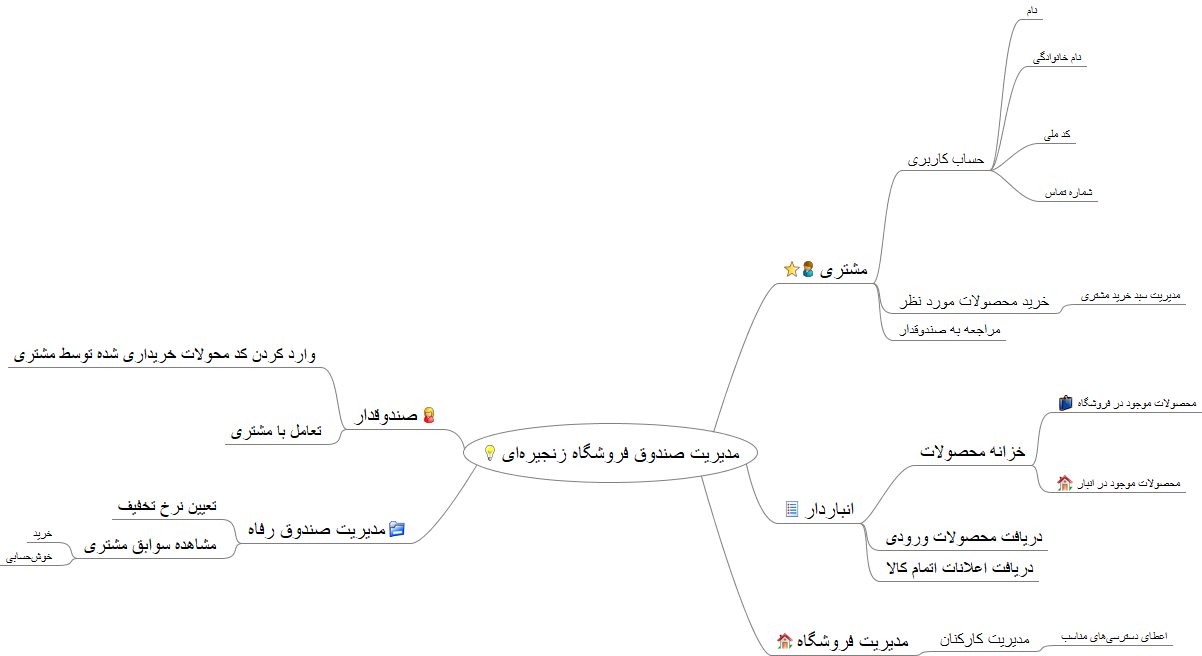 مدیریت صندوق فروشگاه زنجیره‌ای
مشتری
حساب کاربری
نام
نام خانوانگی
کد ملی
شماره تماس
خرید محصولات مورد نظر
مدیریت سبد خرید مشتری
مراجعه به صندوقدار
انباردار
خزانه محصولات
محصولات موجود در فروشگاه
محصولات موجود در انبار
دریافت محصولات ورودی
دریافت اعلانات اتمام کالا
مدیریت فروشگاه
مدیریت کارکنان
اعطای دسترسی‌های مناسب
صندوقدار
وارد کردن کد محولات خریداری شده توسط مشتری
تعامل با مشتری
مدیریت صندوق رفاه
تعیین نرخ تخفیف
مشاهده سوابق مشتری
خرید
خوش‌حسابی